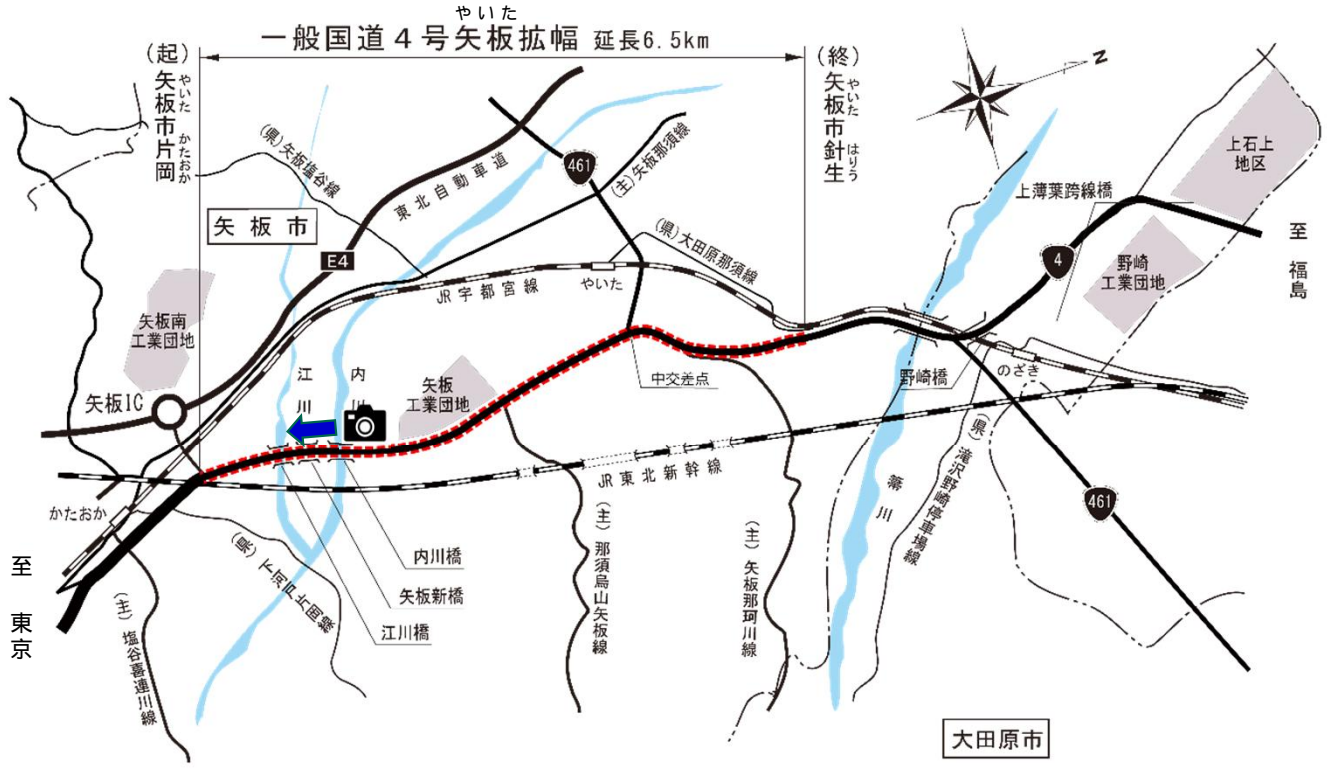 やいた
一般国道4号矢板拡幅 延長6.5km
(起)
矢板市片岡
やいた かたおか
(終)
矢板市針生
やいた はりう
N
上石上
地区
上薄葉跨線橋
至 福島
野崎
工業団地
4
(県)矢板塩谷線
東北自動車道
461
(主)矢板那須線
(県)大田原那須線
矢板市
E4
JR宇都宮線
やいた
矢板南
工業団地
矢板IC
江川
内川
矢板
工業団地
中交差点
野崎橋
のざき
JR東北新幹線
箒川
(県)滝沢野崎停車場線
461
かたおか
至 東京
(主)塩谷喜連川線
(県)下河戸片岡線
内川橋
矢板新橋
江川橋
(主)那須烏山矢板線
(主)矢板那珂川線
大田原市